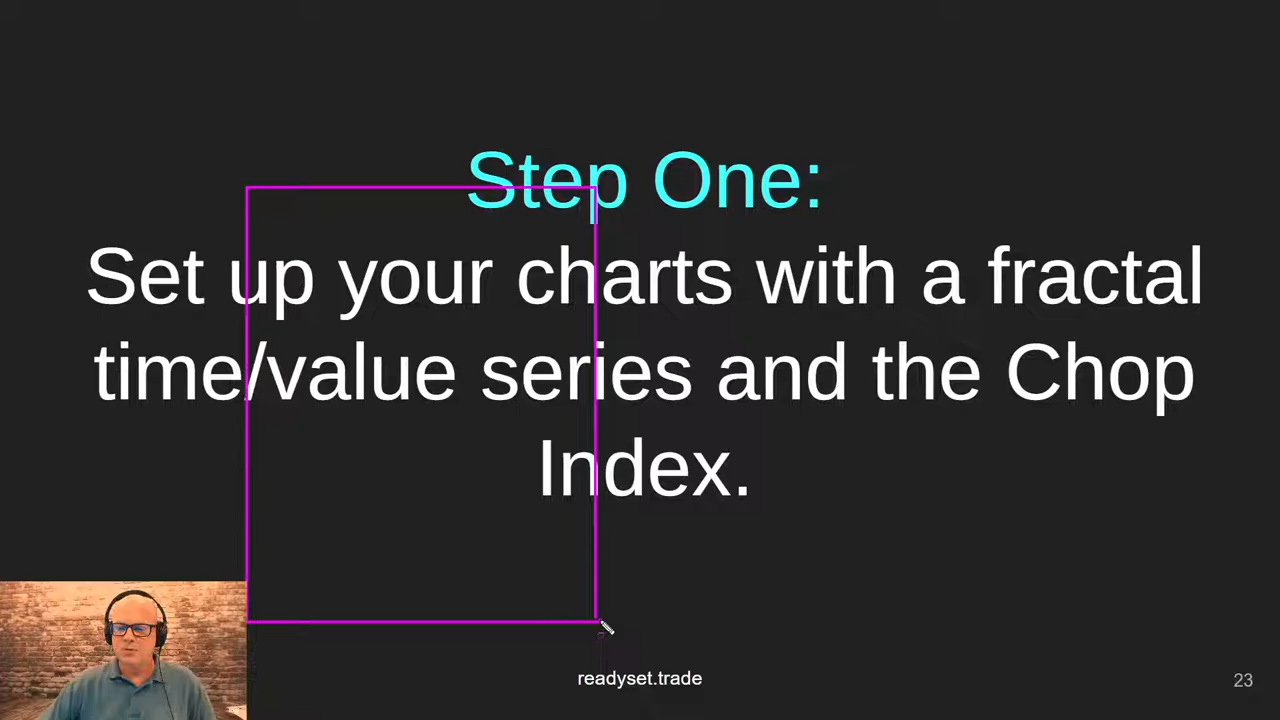 Step One:
Set up your charts with a fractal
time/value series and the Chop
Index.
readyset.trade
23